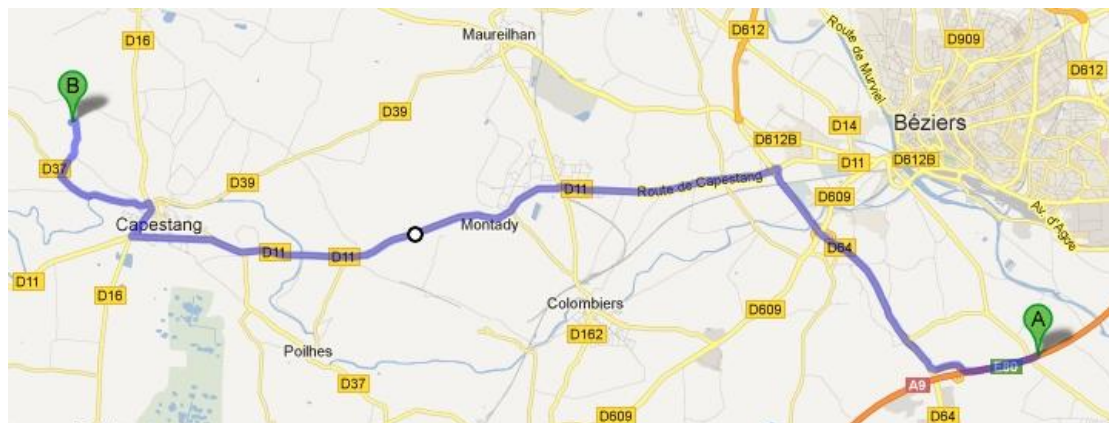 D16
Maureilhan
D612
Route de Murviel
D909
D612
B
D39
Béziers
D14
D612B
D11
D612B
D37
D39
D11
Route de Capestang
D609
Av. d'Agde
Capestang
Montady
D64
D11
D11
D11
D16
Colombiers
D609
A
D162
Poilhes
D37
E80
A9
D609
D64